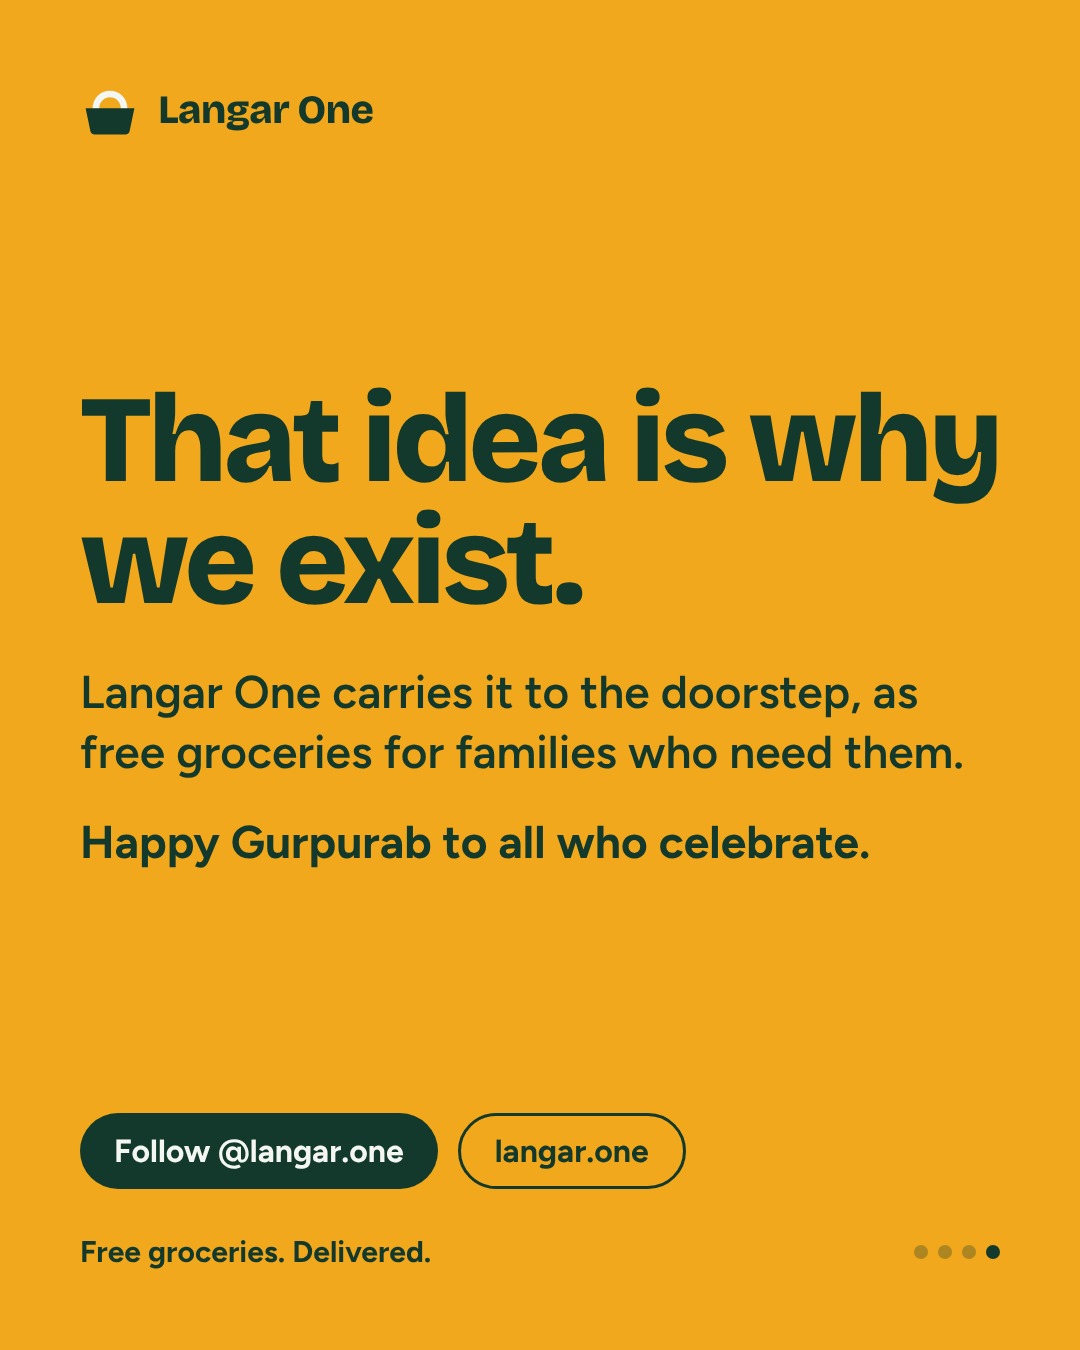 Langar One
That idea is why
we exist.
Langar One carries it to the doorstep, as
free groceries for families who need them.
Happy Gurpurab to all who celebrate.
Follow @langar.one
langar.one
Free groceries. Delivered.